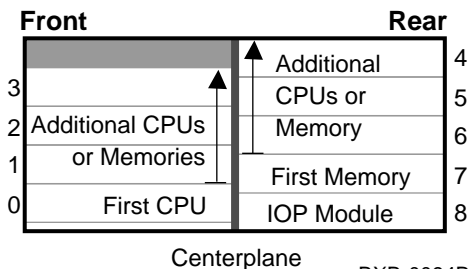 Front
Rear
3
2
1
0
Additional CPUs
or Memories
First CPU
Additional
CPUs or
Memory
First Memory
IOP Module
4
5
6
7
8
Centerplane